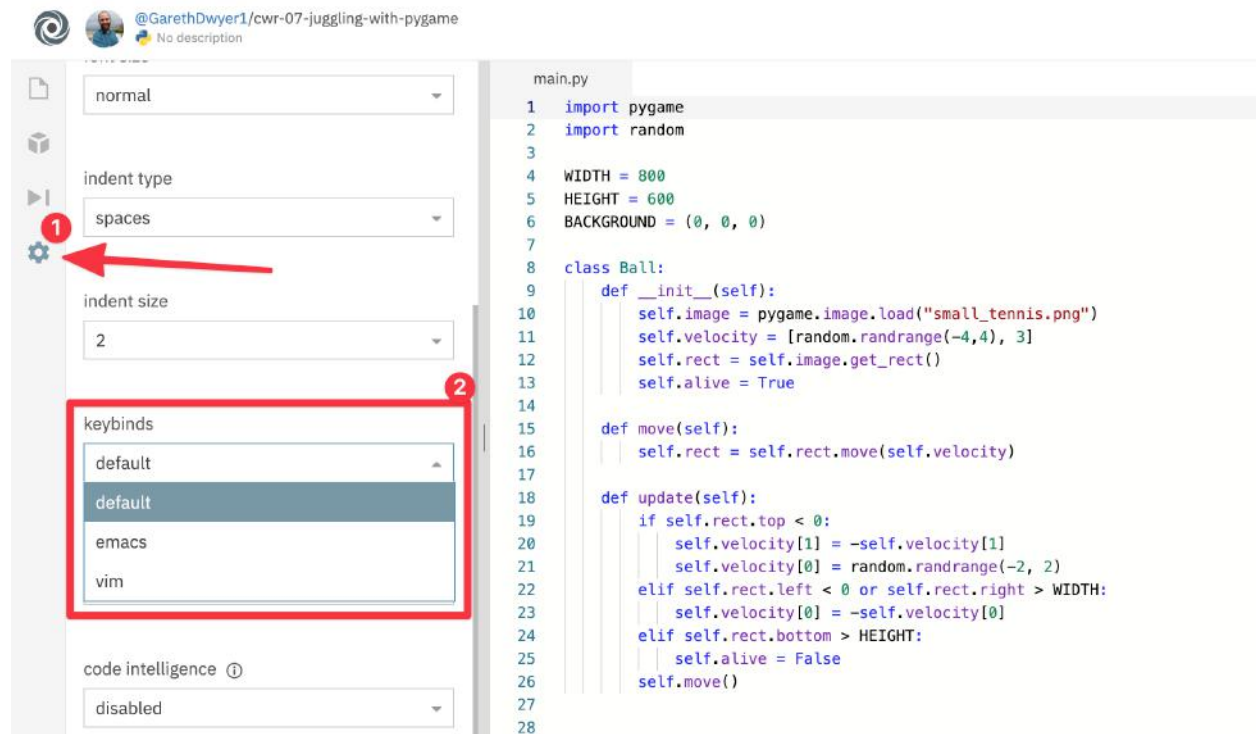 @GarethDwyer1/cwr-07-juggling-with-pygame
No description
normal
indent type
spaces
1
indent size
2
2
keybinds
default
default
emacs
vim
code intelligence
disabled
main.py
1 import pygame
2 import random
3
4 WIDTH = 800
5 HEIGHT = 600
6 BACKGROUND = (0, 0, 0)
7
8 class Ball:
9 def __init__(self):
10 self.image = pygame.image.load("small_tennis.png")
11 self.velocity = [random.randrange(-4,4), 3]
12 self.rect = self.image.get_rect()
13 self.alive = True
14
15 def move(self):
16 self.rect = self.rect.move(self.velocity)
17
18 def update(self):
19 if self.rect.top < 0:
20 self.velocity[1] = -self.velocity[1]
21 self.velocity[0] = random.randrange(-2, 2)
22 elif self.rect.left < 0 or self.rect.right > WIDTH:
23 self.velocity[0] = -self.velocity[0]
24 elif self.rect.bottom > HEIGHT:
25 self.alive = False
26 self.move()
27
28